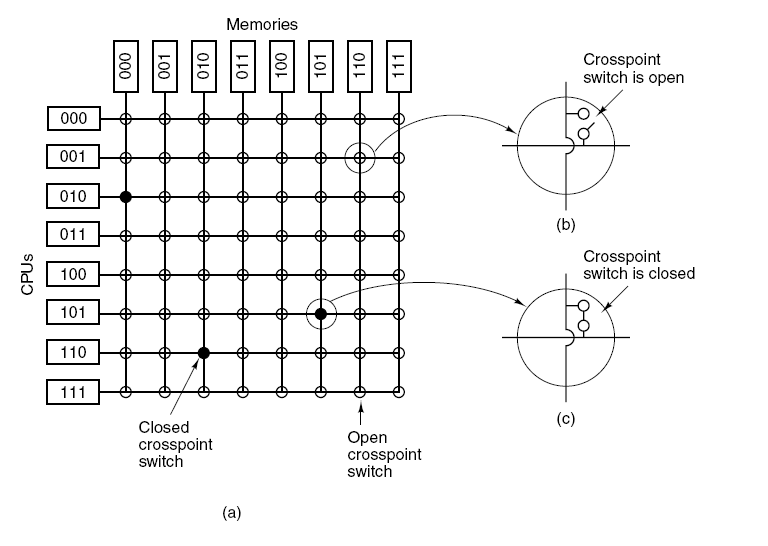 Memories
000
001
010
011
100
101
110
111
CPUs
000
001
010
011
100
101
110
111
Closed
crosspoint
switch
Open
crosspoint
switch
(a)
Crosspoint
switch is open
(b)
Crosspoint
switch is closed
(c)